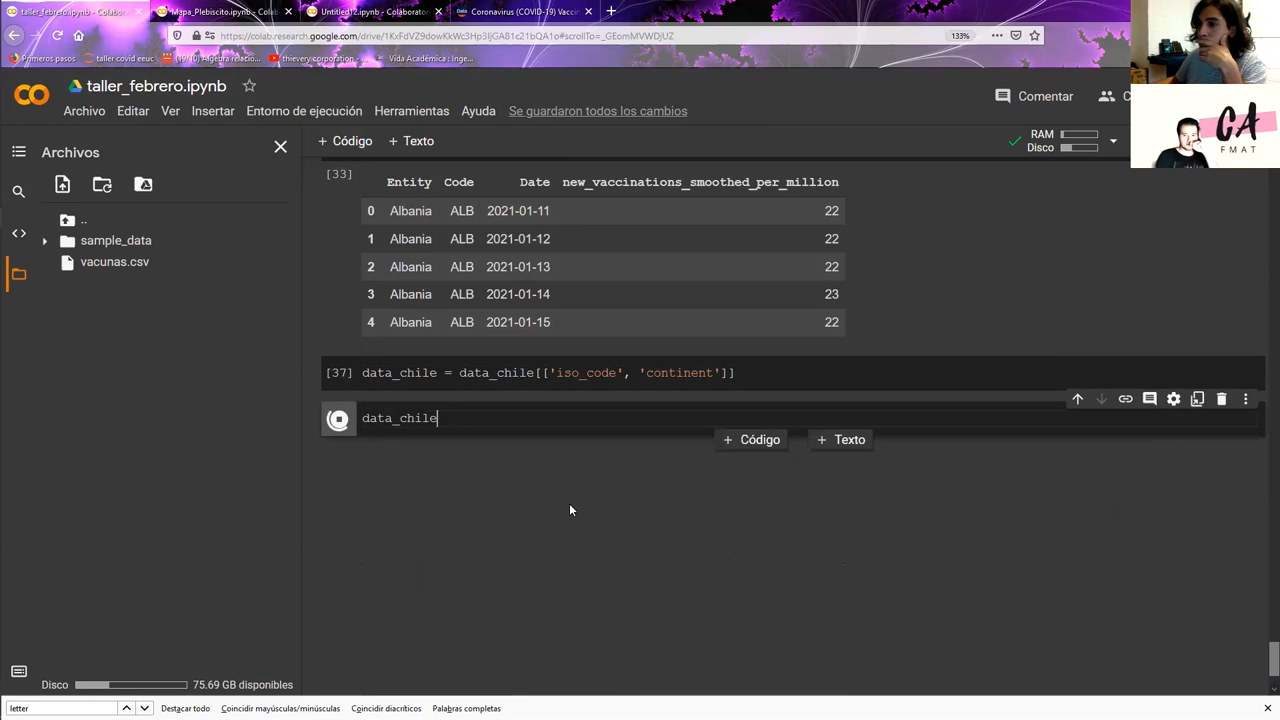 taller_febrero.ipynb - Colabor
Mapa_Plebiscito.ipynb - Colab
Untitled12.ipynb - Colaborator
Coronavirus (COVID-19) Vaccin
https://colab.research.google.com/drive/1KxFdVZ9dowKkWc3Hp3IjGA81c21bQA1o#scrollTo=_GEomMVWDjUZ
133%
Primeros pasos
taller covid eeuc
(19/10) Álgebra relacio...
thievery corporation ...
Vida Académica : Inge...
CA
FMAT
taller_febrero.ipynb
Archivo Editar Ver Insertar Entorno de ejecución Herramientas Ayuda Se guardaron todos los cambios
Comentar
Archivos
+ Código + Texto
RAM
Disco
..
sample_data
vacunas.csv
[33]
Entity Code Date new_vaccinations_smoothed_per_million
0 Albania ALB 2021-01-11 22
1 Albania ALB 2021-01-12 22
2 Albania ALB 2021-01-13 22
3 Albania ALB 2021-01-14 23
4 Albania ALB 2021-01-15 22
[37] data_chile = data_chile[['iso_code', 'continent']]
data_chile
+ Código + Texto
Disco 75.69 GB disponibles
letter
Destacar todo Coincidir mayúsculas/minúsculas Coincidir diacríticos Palabras completas